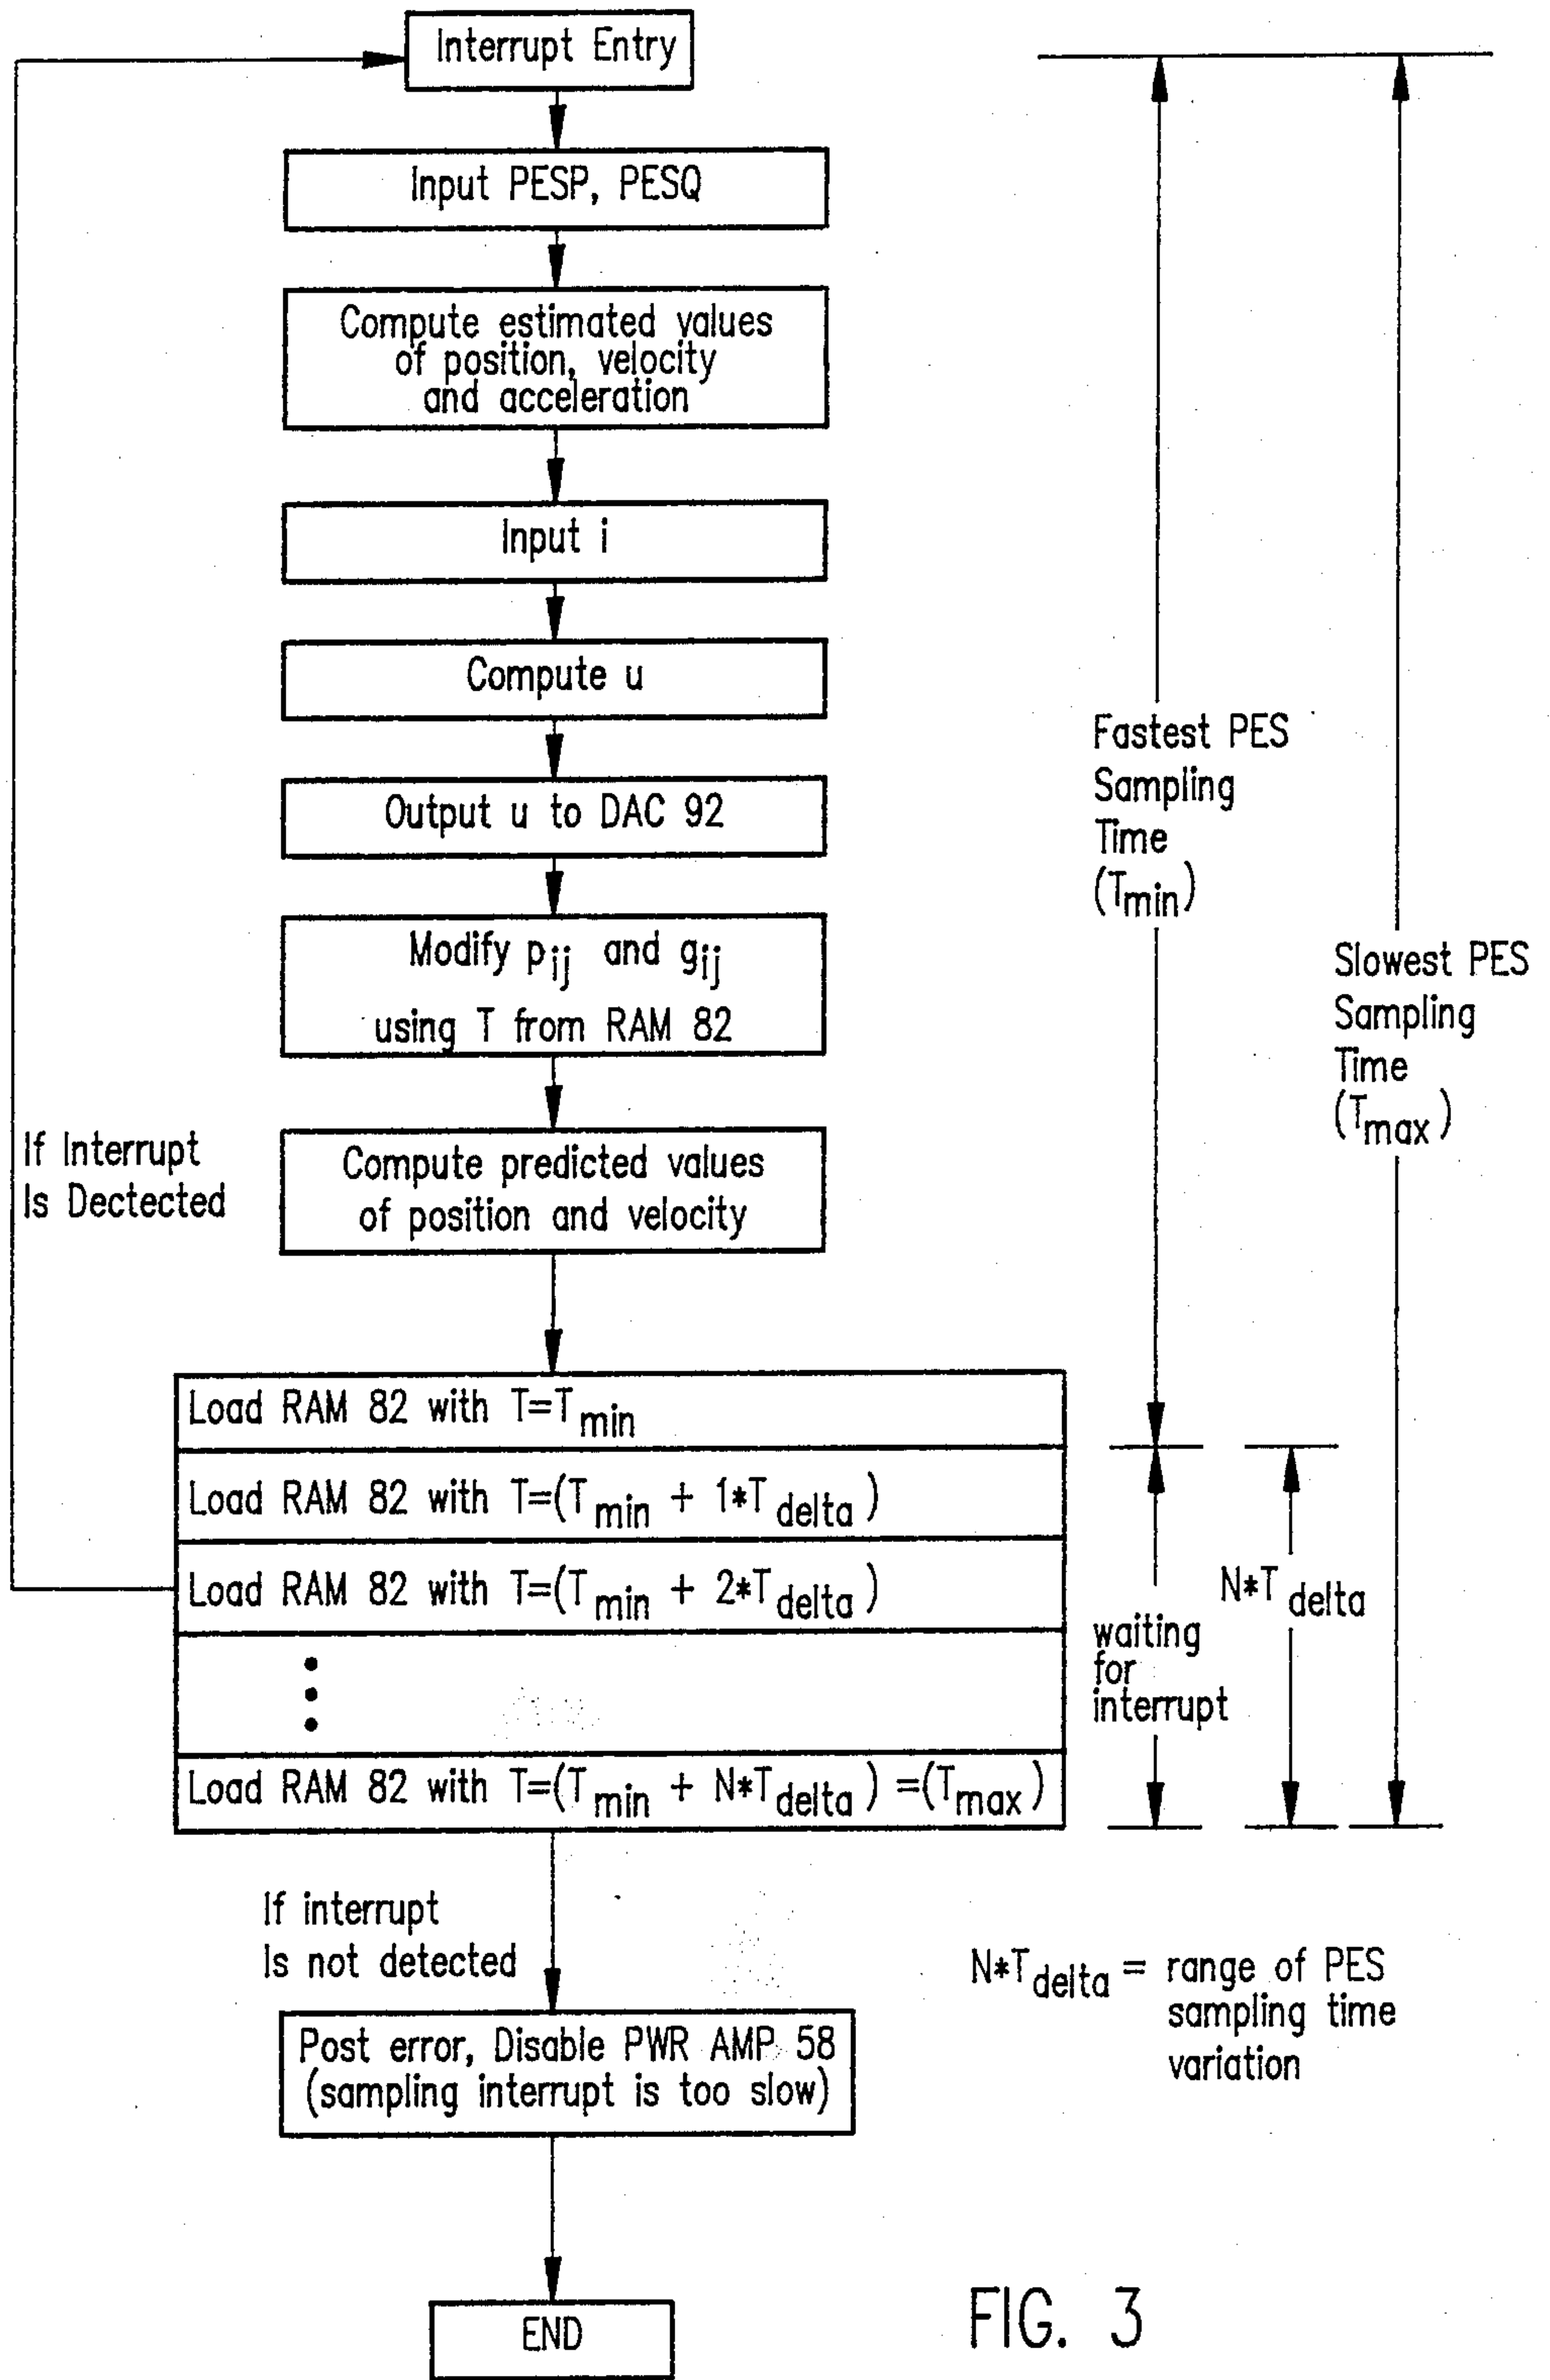 Interrupt Entry
Input PESP, PESQ
Compute estimated values
of position, velocity
and acceleration
Input i
Compute u
Output u to DAC 92
Modify pij and gij
using T from RAM 82
Compute predicted values
of position and velocity
If Interrupt
Is Dectected
Load RAM 82 with T=Tmin
Load RAM 82 with T=(Tmin + 1*Tdelta)
Load RAM 82 with T=(Tmin + 2*Tdelta)
Load RAM 82 with T=(Tmin + N*Tdelta) =(Tmax)
If interrupt
Is not detected
Post error, Disable PWR AMP 58
(sampling interrupt is too slow)
END
Fastest PES
Sampling
Time
(Tmin)
Slowest PES
Sampling
Time
(Tmax)
waiting
for
interrupt
N*Tdelta
N*Tdelta = range of PES
sampling time
variation
FIG. 3